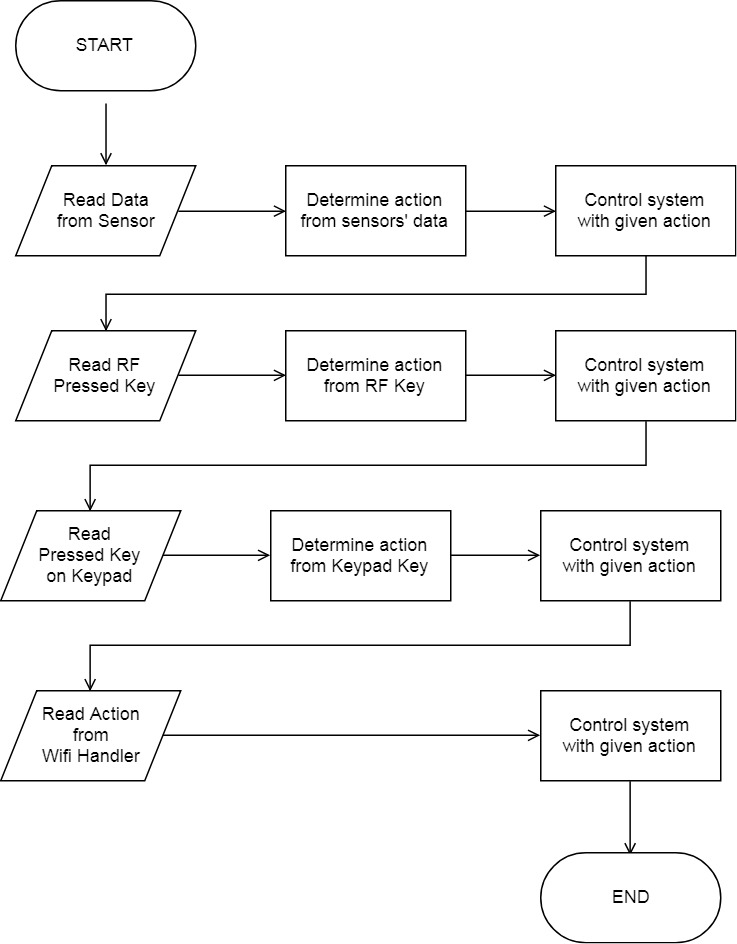 START
Read Data
from Sensor
Determine action
from sensors' data
Control system
with given action
Read RF
Pressed Key
Determine action
from RF Key
Control system
with given action
Read
Pressed Key
on Keypad
Determine action
from Keypad Key
Control system
with given action
Read Action
from
Wifi Handler
Control system
with given action
END